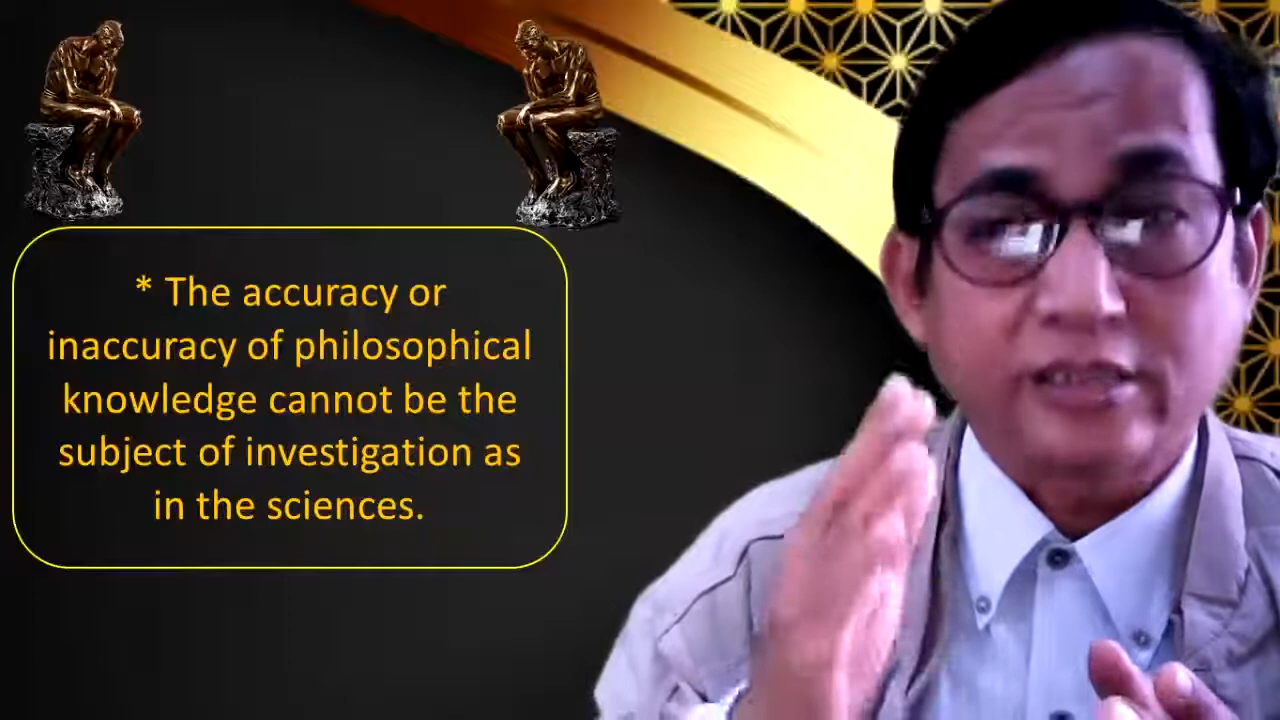 * The accuracy or
inaccuracy of philosophical
knowledge cannot be the
subject of investigation as
in the sciences.